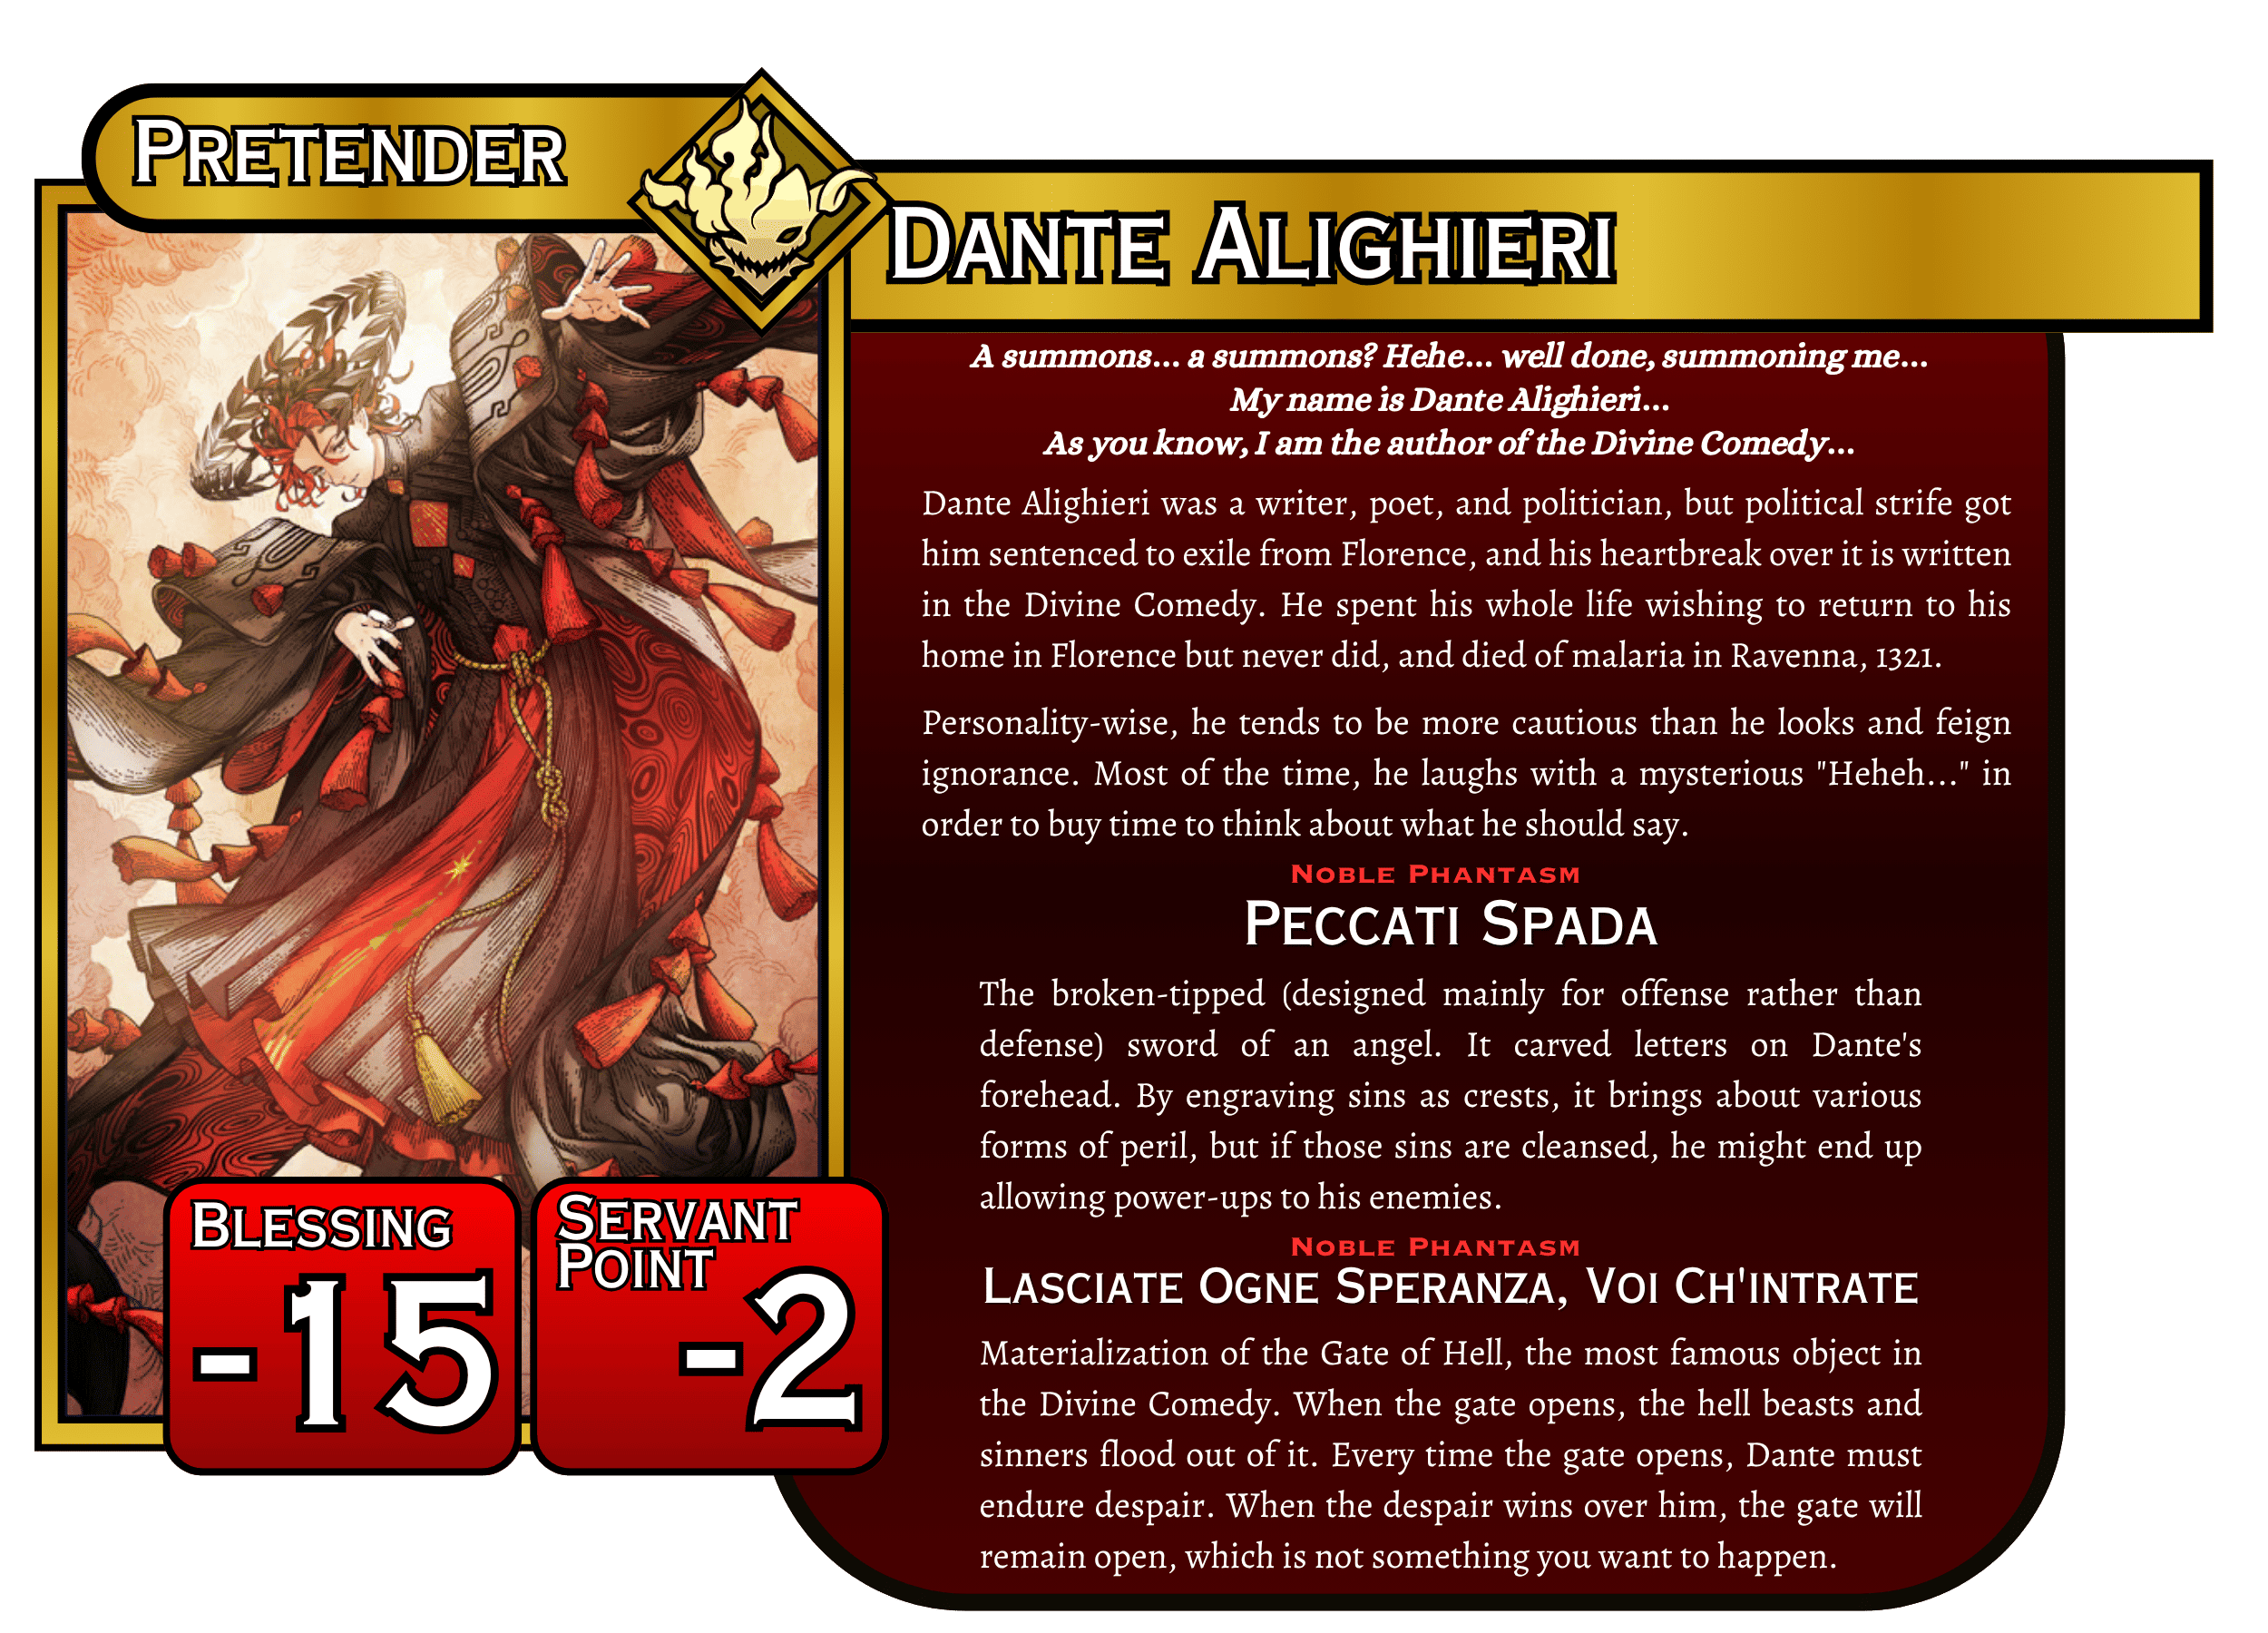 PRETENDER
DANTE ALIGHIERI
A summons... a summons? Hehe... well done, summoning me...
My name is Dante Alighieri...
As you know, I am the author of the Divine Comedy...
Dante Alighieri was a writer, poet, and politician, but political strife got
him sentenced to exile from Florence, and his heartbreak over it is written
in the Divine Comedy. He spent his whole life wishing to return to his
home in Florence but never did, and died of malaria in Ravenna, 1321.
Personality-wise, he tends to be more cautious than he looks and feign
ignorance. Most of the time, he laughs with a mysterious "Heheh..." in
order to buy time to think about what he should say.
NOBLE PHANTASM
PECCATI SPADA
The broken-tipped (designed mainly for offense rather than
defense) sword of an angel. It carved letters on Dante's
forehead. By engraving sins as crests, it brings about various
forms of peril, but if those sins are cleansed, he might end up
allowing power-ups to his enemies.
NOBLE PHANTASM
LASCIATE OGNE SPERANZA, VOI CH'INTRATE
Materialization of the Gate of Hell, the most famous object in
the Divine Comedy. When the gate opens, the hell beasts and
sinners flood out of it. Every time the gate opens, Dante must
endure despair. When the despair wins over him, the gate will
remain open, which is not something you want to happen.
BLESSING
-15
SERVANT
POINT
-2